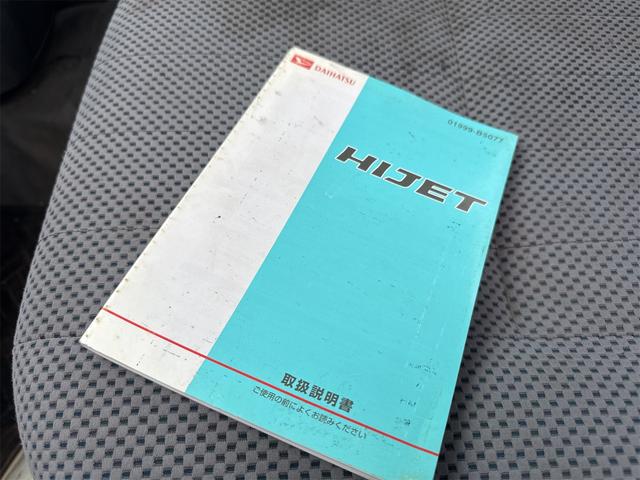 DAIHATSU
01999-B5077
HIJET
取扱説明書
ご使用の前によくお読みください